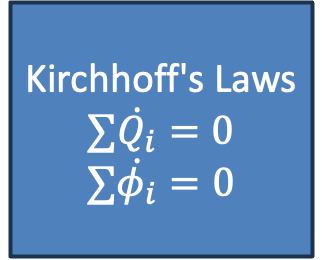 Kirchhoff's Laws
∑Q̇ᵢ = 0
∑ϕ̇ᵢ = 0